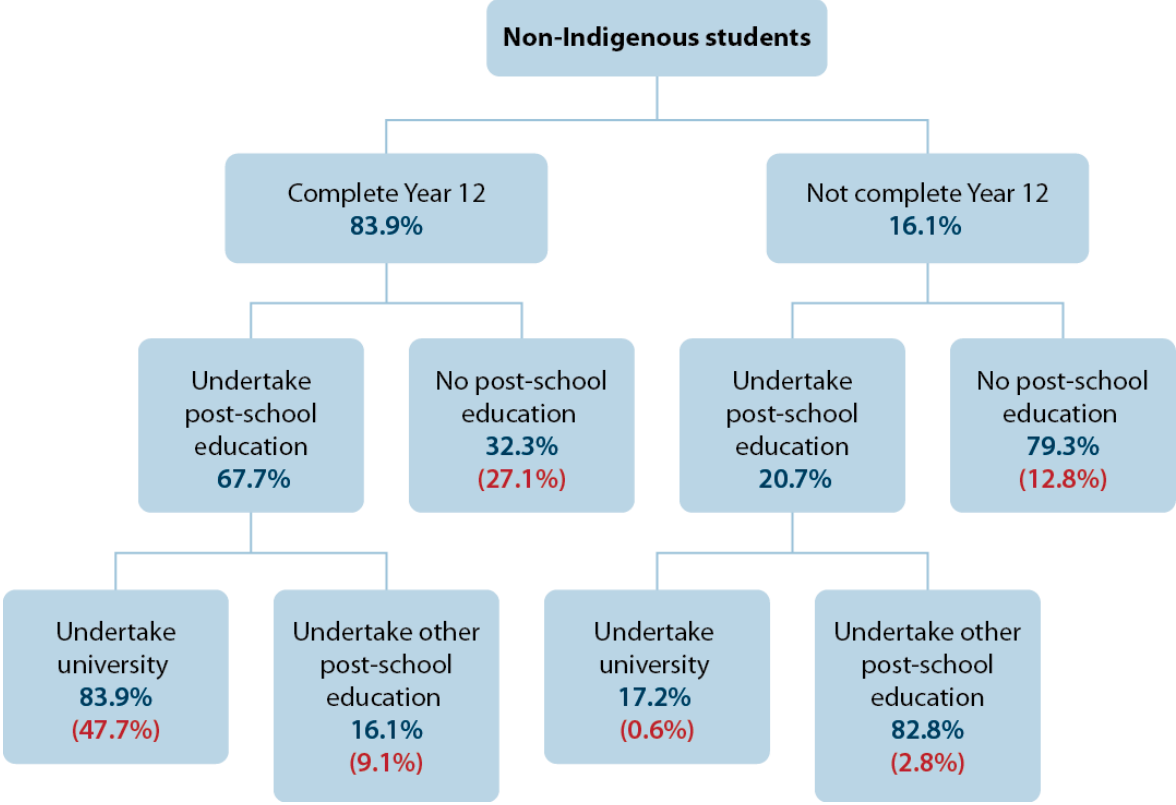 Non-Indigenous students
Complete Year 12
83.9%
Not complete Year 12
16.1%
Undertake
post-school
education
67.7%
No post-school
education
32.3%
(27.1%)
Undertake
post-school
education
20.7%
No post-school
education
79.3%
(12.8%)
Undertake
university
83.9%
(47.7%)
Undertake other
post-school
education
16.1%
(9.1%)
Undertake
university
17.2%
(0.6%)
Undertake other
post-school
education
82.8%
(2.8%)